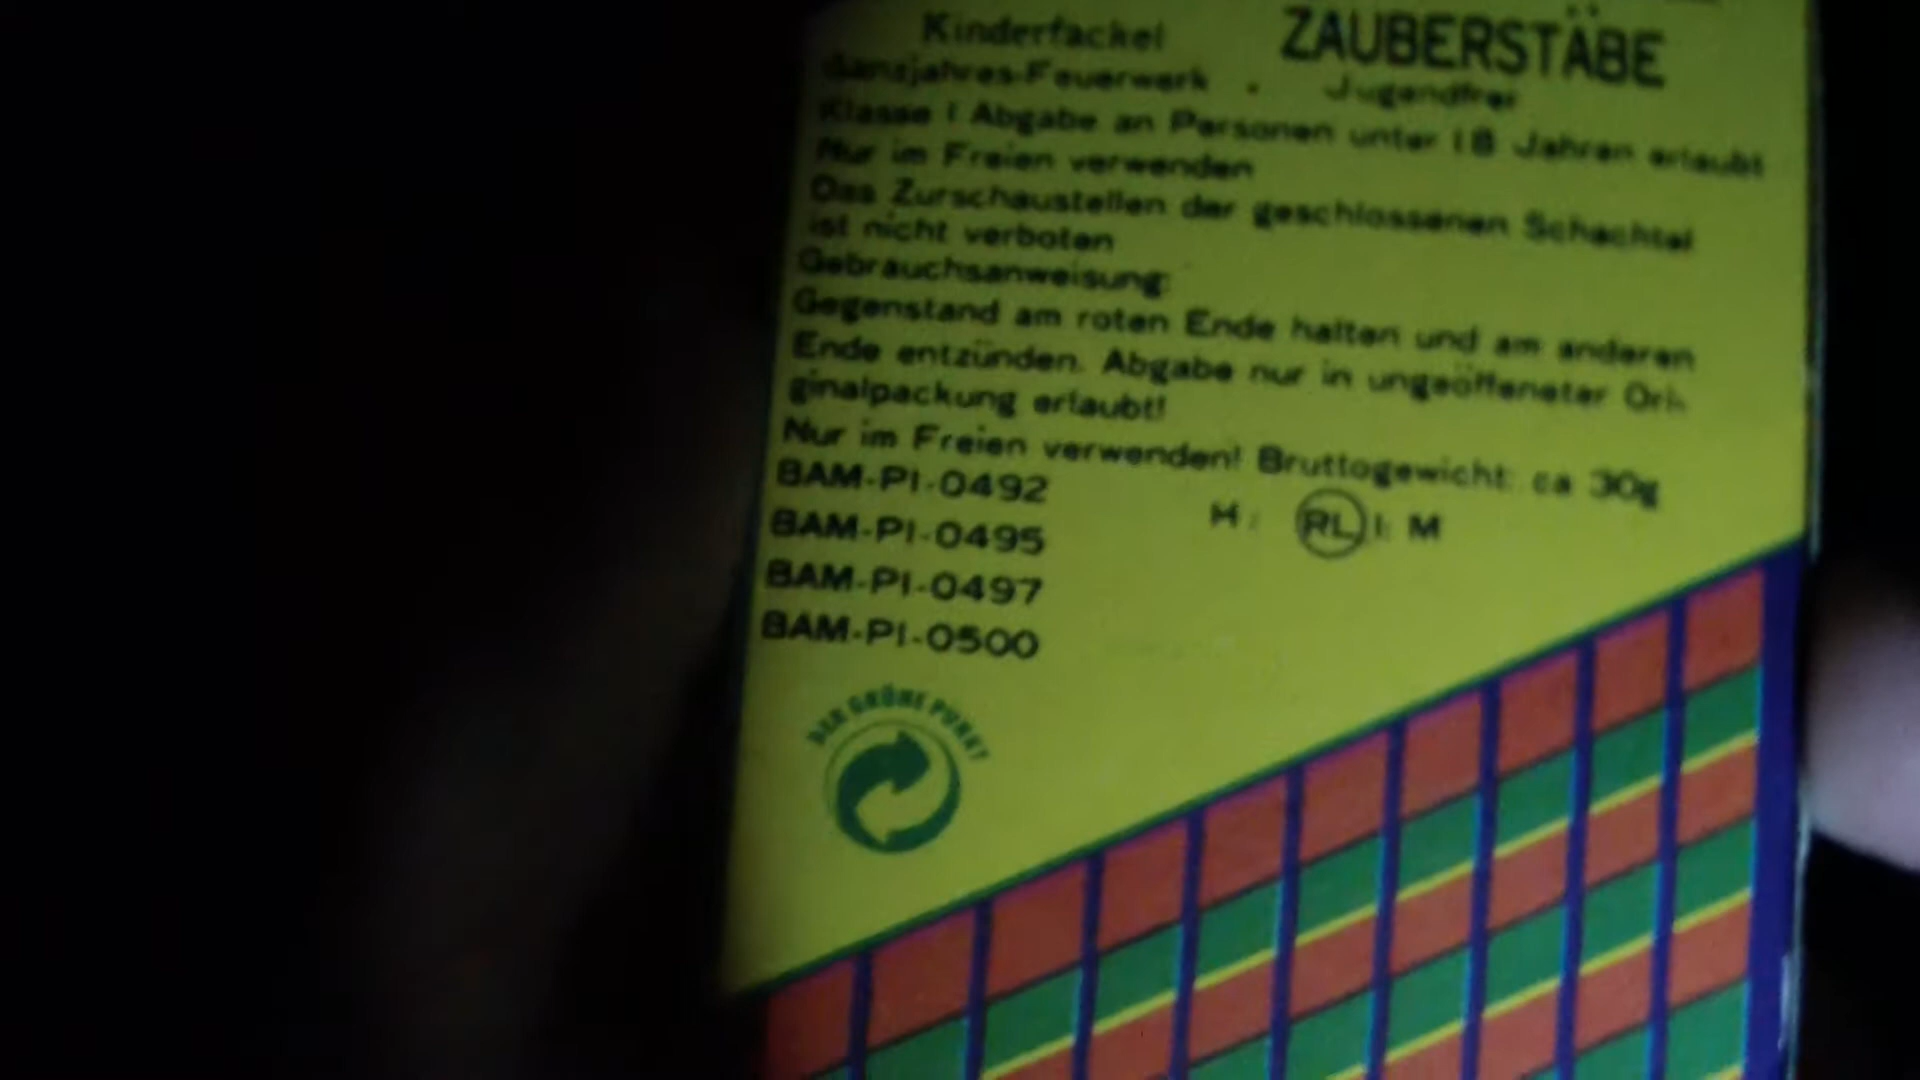 Kinderfackel ZAUBERSTÄBE
Ganzjahres-Feuerwerk . Jugendfrei
Klasse I Abgabe an Personen unter 18 Jahren erlaubt
Nur im Freien verwenden
Das Zurschaustellen der geschlossenen Schachtel
ist nicht verboten
Gebrauchsanweisung:
Gegenstand am roten Ende halten und am anderen
Ende entzünden. Abgabe nur in ungeöffeneter Ori-
ginalpackung erlaubt!
Nur im Freien verwenden! Bruttogewicht: ca 30g
BAM-PI-0492
H: RL I: M
BAM-PI-0495
BAM-PI-0497
BAM-PI-0500
DER GRÜNE PUNKT